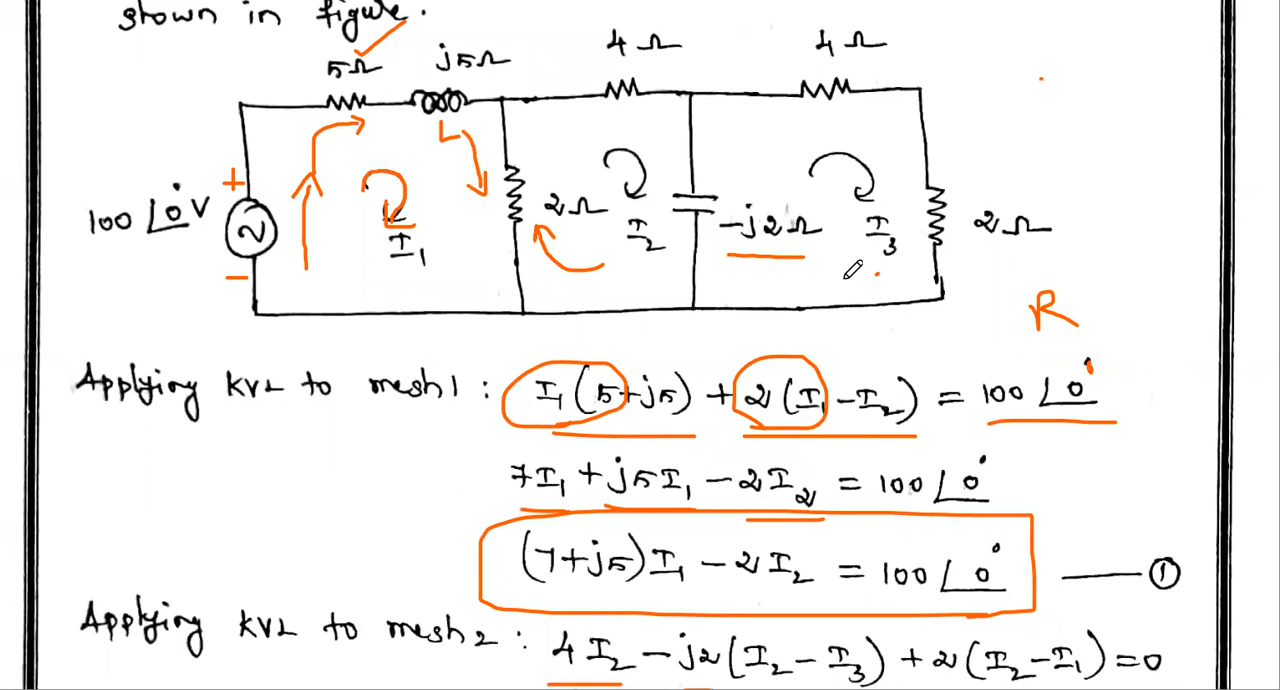 shown in figure.
5Ω j5Ω 4Ω 4Ω
+
100∠0° V
I₁
2Ω
I₂
-j2Ω
I₃
2Ω
-
R
Applying KVL to mesh1 : I₁(5+j5) + 2(I₁-I₂) = 100∠0°
7I₁ + j5I₁ - 2I₂ = 100∠0°
(7+j5)I₁ - 2I₂ = 100∠0° —— ①
Applying KVL to mesh2 : 4I₂ - j2(I₂-I₃) + 2(I₂-I₁) = 0